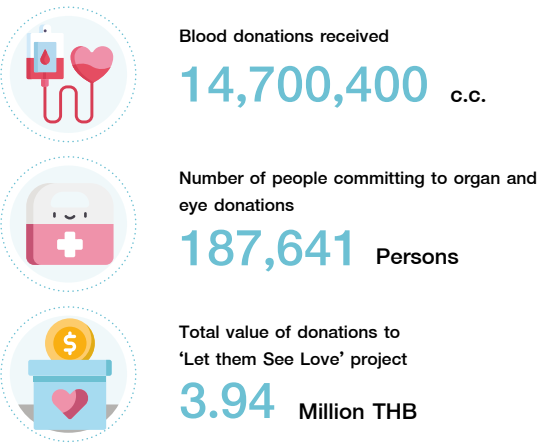 Blood donations received
14,700,400 c.c.
Number of people committing to organ and
eye donations
187,641 Persons
$
Total value of donations to
‘Let them See Love’ project
3.94 Million THB